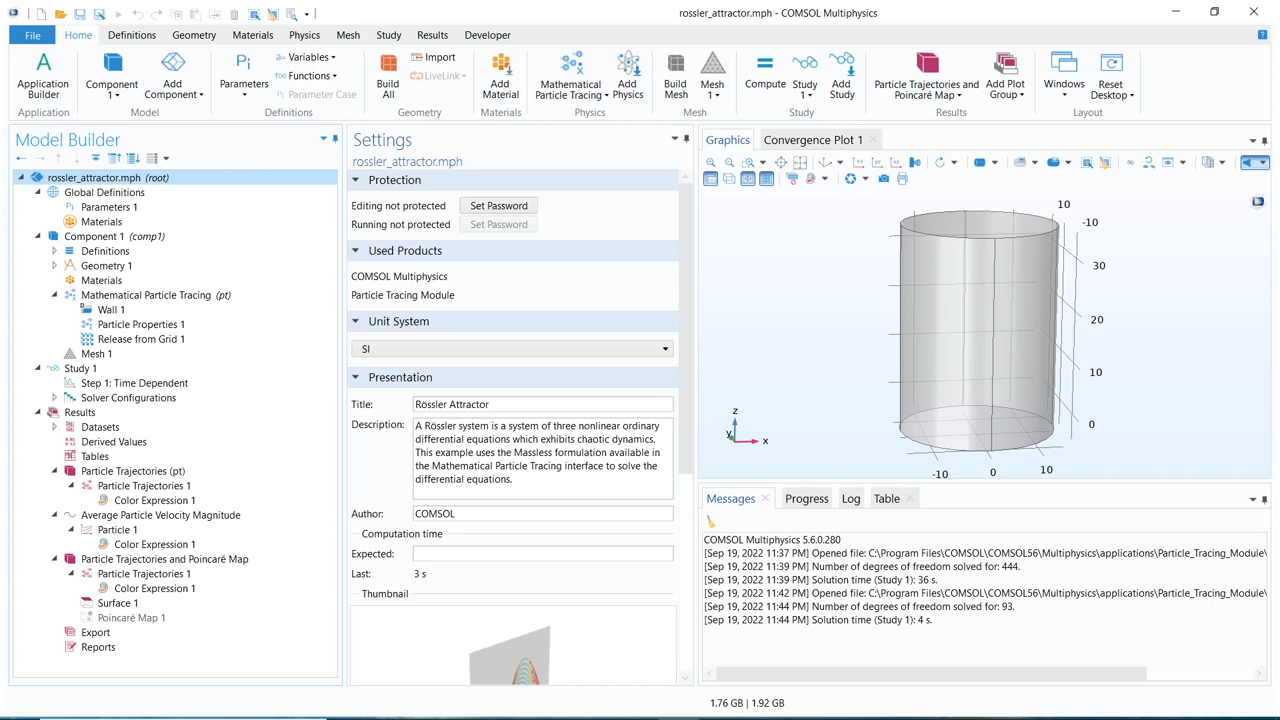 rossler_attractor.mph - COMSOL Multiphysics
File Home Definitions Geometry Materials Physics Mesh Study Results Developer
Application Builder
Component 1
Add Component
Parameters
a= Variables
f(x) Functions
Parameter Case
Build All
Import
LiveLink
Add Material
Mathematical Particle Tracing
Add Physics
Build Mesh
Mesh 1
Compute
Study 1
Add Study
Particle Trajectories and Poincaré Map
Add Plot Group
Windows
Reset Desktop
Application Model Definitions Geometry Materials Physics Mesh Study Results Layout
Model Builder
rossler_attractor.mph (root)
Global Definitions
Parameters 1
Materials
Component 1 (comp1)
Definitions
Geometry 1
Materials
Mathematical Particle Tracing (pt)
Wall 1
Particle Properties 1
Release from Grid 1
Mesh 1
Study 1
Step 1: Time Dependent
Solver Configurations
Results
Datasets
Derived Values
Tables
Particle Trajectories (pt)
Particle Trajectories 1
Color Expression 1
Average Particle Velocity Magnitude
Particle 1
Color Expression 1
Particle Trajectories and Poincaré Map
Particle Trajectories 1
Color Expression 1
Surface 1
Poincaré Map 1
Export
Reports
Settings
rossler_attractor.mph
Protection
Editing not protected Set Password
Running not protected Set Password
Used Products
COMSOL Multiphysics
Particle Tracing Module
Unit System
SI
Presentation
Title: Rössler Attractor
Description: A Rössler system is a system of three nonlinear ordinary
differential equations which exhibits chaotic dynamics.
This example uses the Massless formulation available in
the Mathematical Particle Tracing interface to solve the
differential equations.
Author: COMSOL
Computation time
Expected:
Last: 3 s
Thumbnail
Graphics Convergence Plot 1
10
-10
30
20
10
0
-10 0 10
z
y
x
Messages Progress Log Table
COMSOL Multiphysics 5.6.0.280
[Sep 19, 2022 11:37 PM] Opened file: C:\Program Files\COMSOL\COMSOL56\Multiphysics\applications\Particle_Tracing_Module\
[Sep 19, 2022 11:39 PM] Number of degrees of freedom solved for: 444.
[Sep 19, 2022 11:39 PM] Solution time (Study 1): 36 s.
[Sep 19, 2022 11:42 PM] Opened file: C:\Program Files\COMSOL\COMSOL56\Multiphysics\applications\Particle_Tracing_Module\
[Sep 19, 2022 11:44 PM] Number of degrees of freedom solved for: 93.
[Sep 19, 2022 11:44 PM] Solution time (Study 1): 4 s.
1.76 GB | 1.92 GB